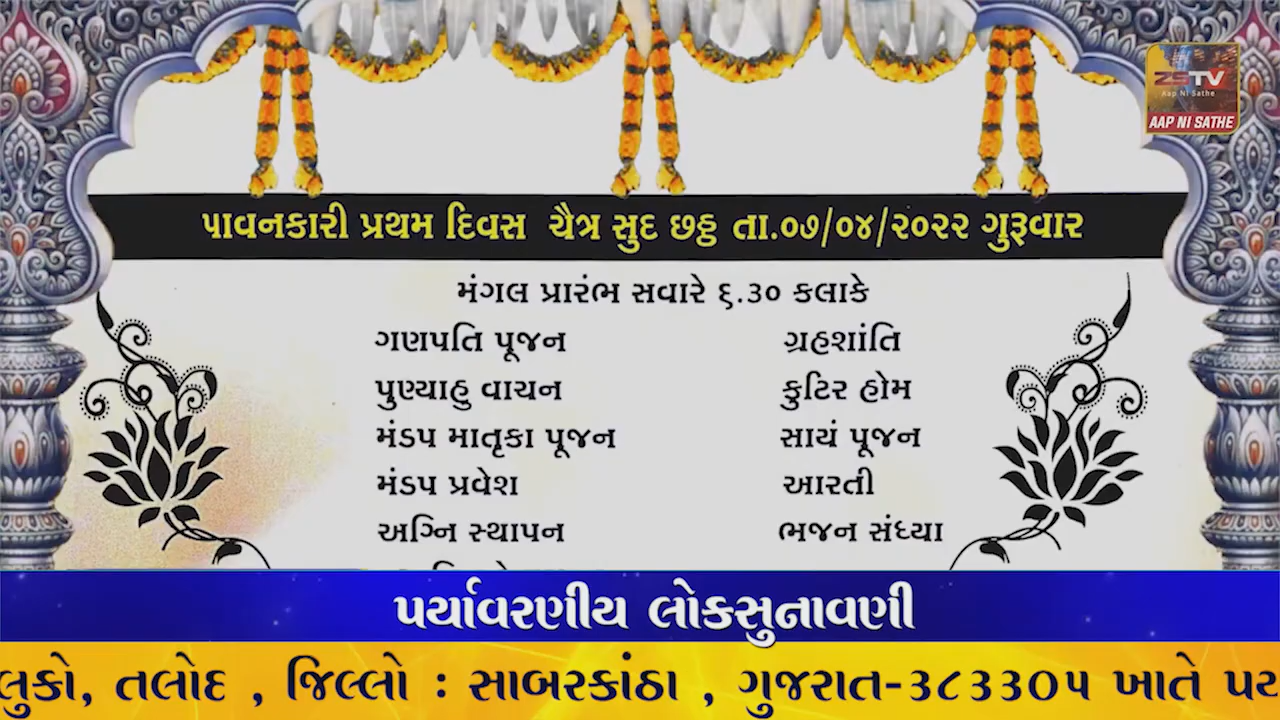 ZSTV
Aap Ni Sathe
AAP NI SATHE
પાવનકારી પ્રથમ દિવસ ચૈત્ર સુદ છઠ્ઠ તા.૦૭/૦૪/૨૦૨૨ ગુરૂવાર
મંગલ પ્રારંભ સવારે ૬.૩૦ કલાકે
ગણપતિ પૂજન
પુણ્યાહુ વાચન
મંડપ માતૃકા પૂજન
મંડપ પ્રવેશ
અગ્નિ સ્થાપન
ગ્રહશાંતિ
કુટિર હોમ
સાયં પૂજન
આરતી
ભજન સંધ્યા
પર્યાવરણીય લોકસુનાવણી
લુકો, તલોદ , જિલ્લો : સાબરકાંઠા , ગુજરાત-૩૮૩૩૦૫ ખાતે પર